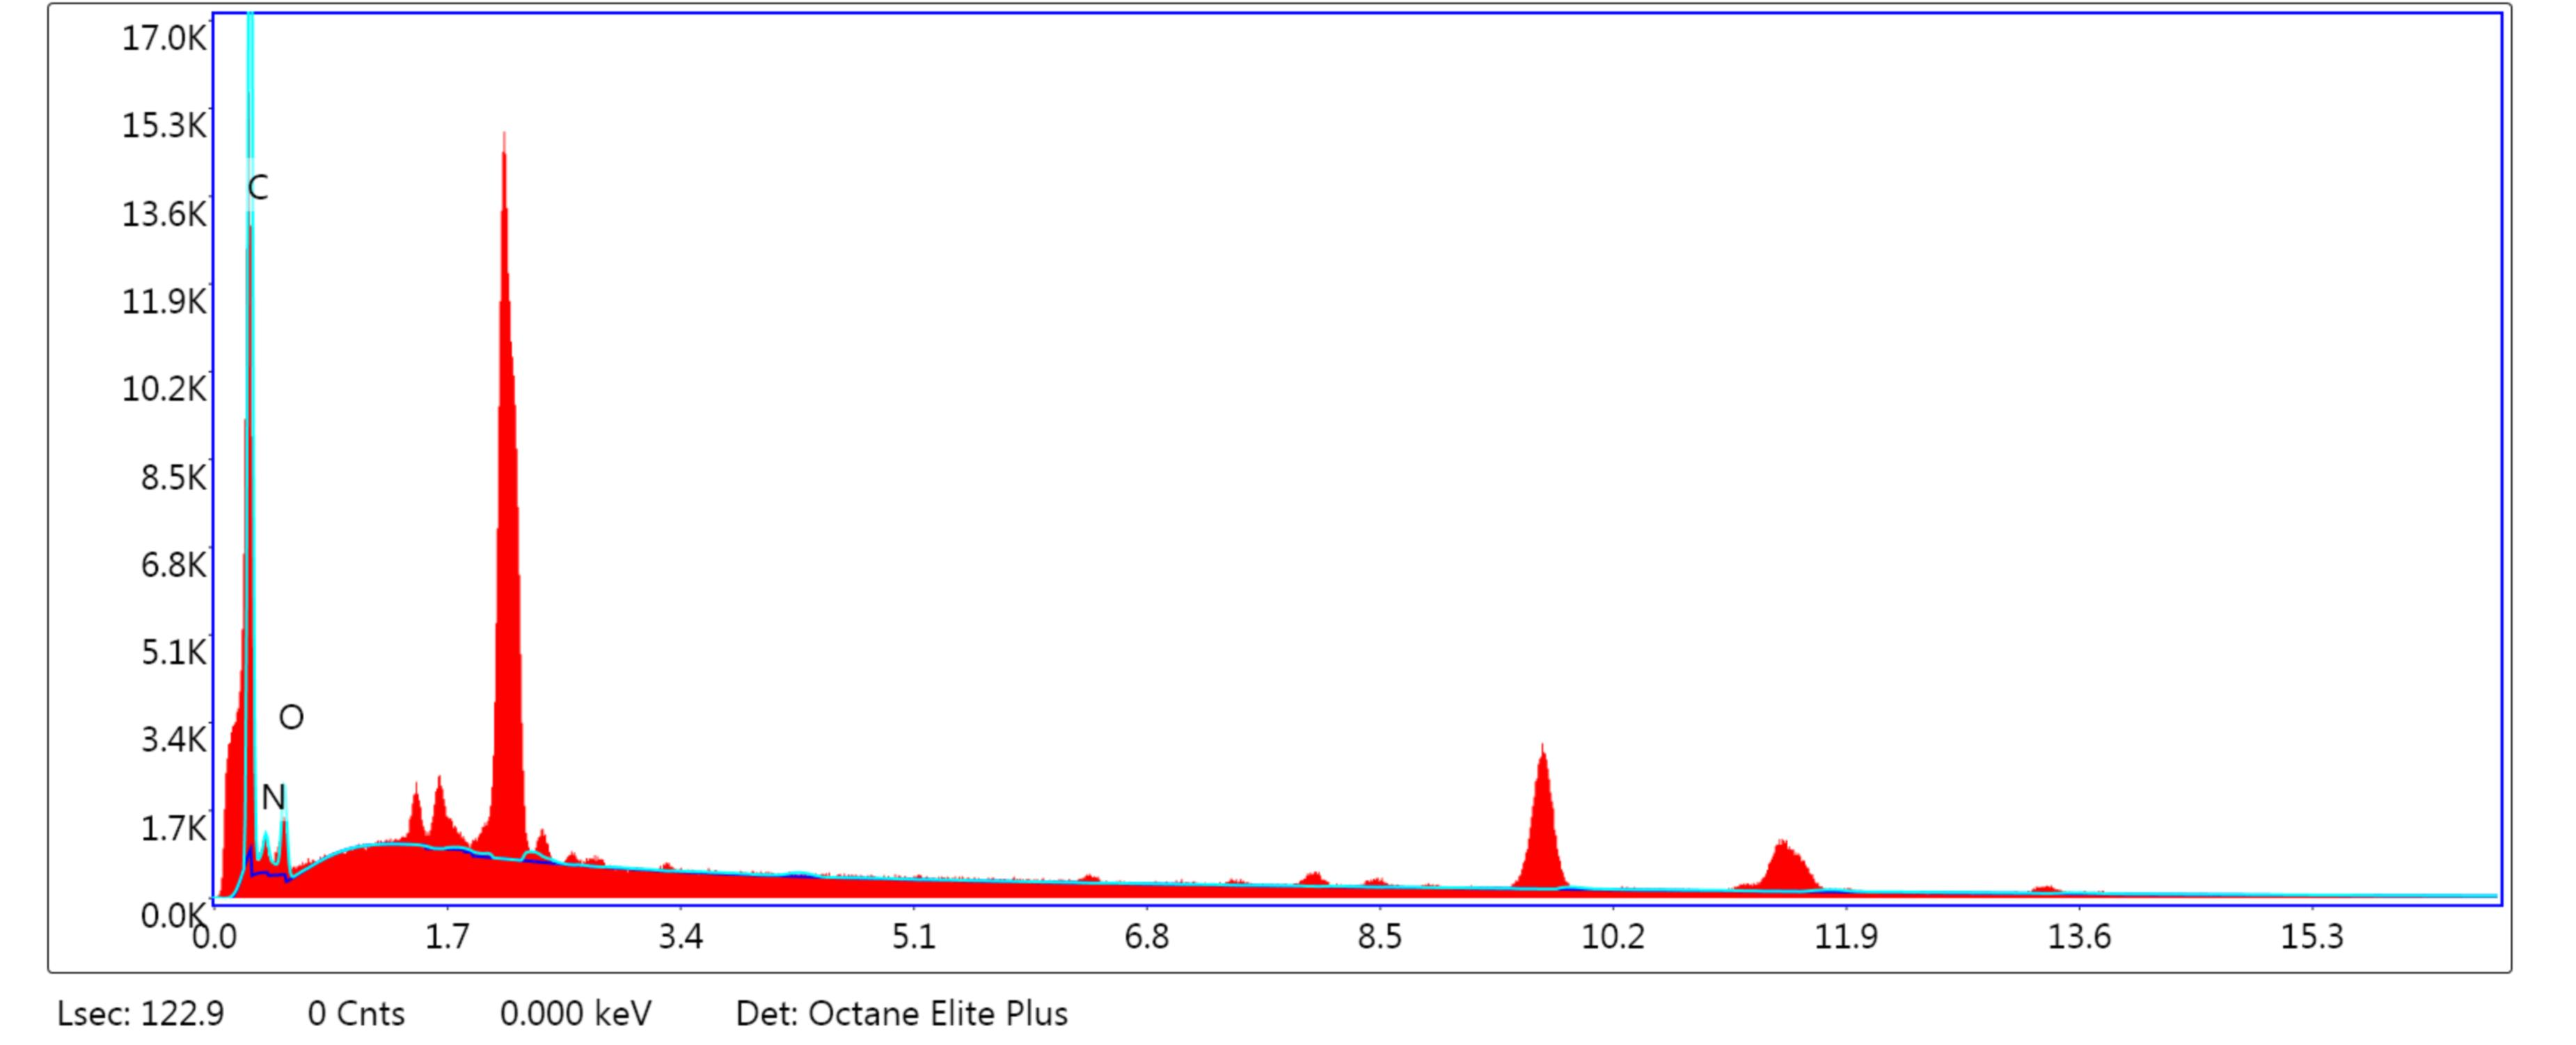 17.0K
15.3K
C
13.6K
11.9K
10.2K
8.5K
6.8K
5.1K
O
3.4K
N
1.7K
0.0K
0.0 1.7 3.4 5.1 6.8 8.5 10.2 11.9 13.6 15.3
Lsec: 122.9 0 Cnts 0.000 keV Det: Octane Elite Plus